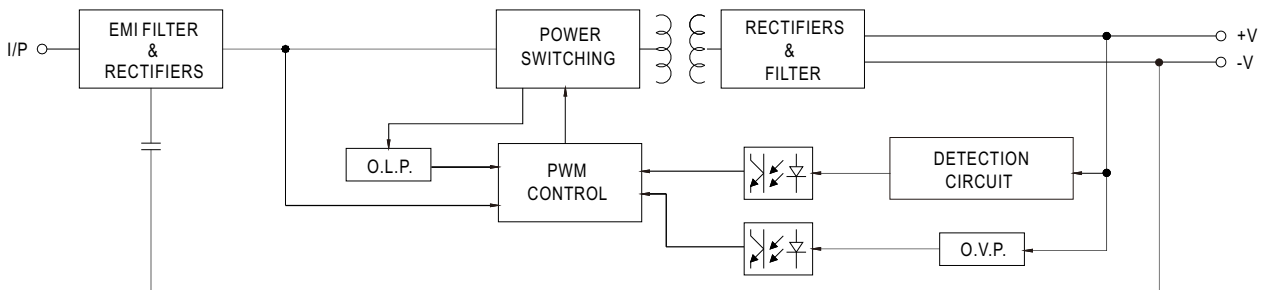 I/P
EMI FILTER
&
RECTIFIERS
POWER
SWITCHING
RECTIFIERS
&
FILTER
+V
-V
O.L.P.
PWM
CONTROL
DETECTION
CIRCUIT
O.V.P.